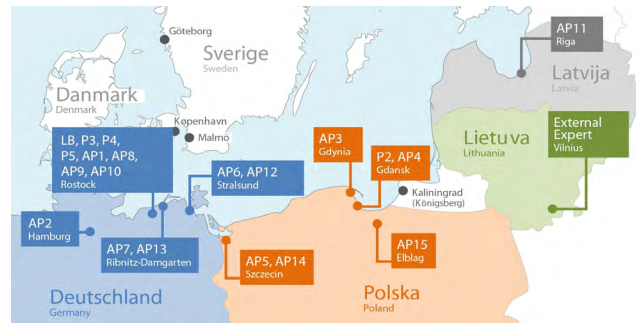 Göteborg
Sverige
Sweden
AP11
Riga
Latvija
Latvia
Danmark
Denmark
København
Malmö
LB, P3, P4,
P5, AP1, AP8,
AP9, AP10
Rostock
AP6, AP12
Stralsund
AP3
Gdynia
P2, AP4
Gdansk
Kaliningrad
(Königsberg)
Lietuva
Lithuania
External
Expert
Vilnius
AP2
Hamburg
AP7, AP13
Ribnitz-Damgarten
AP5, AP14
Szczecin
AP15
Elblag
Deutschland
Germany
Polska
Poland